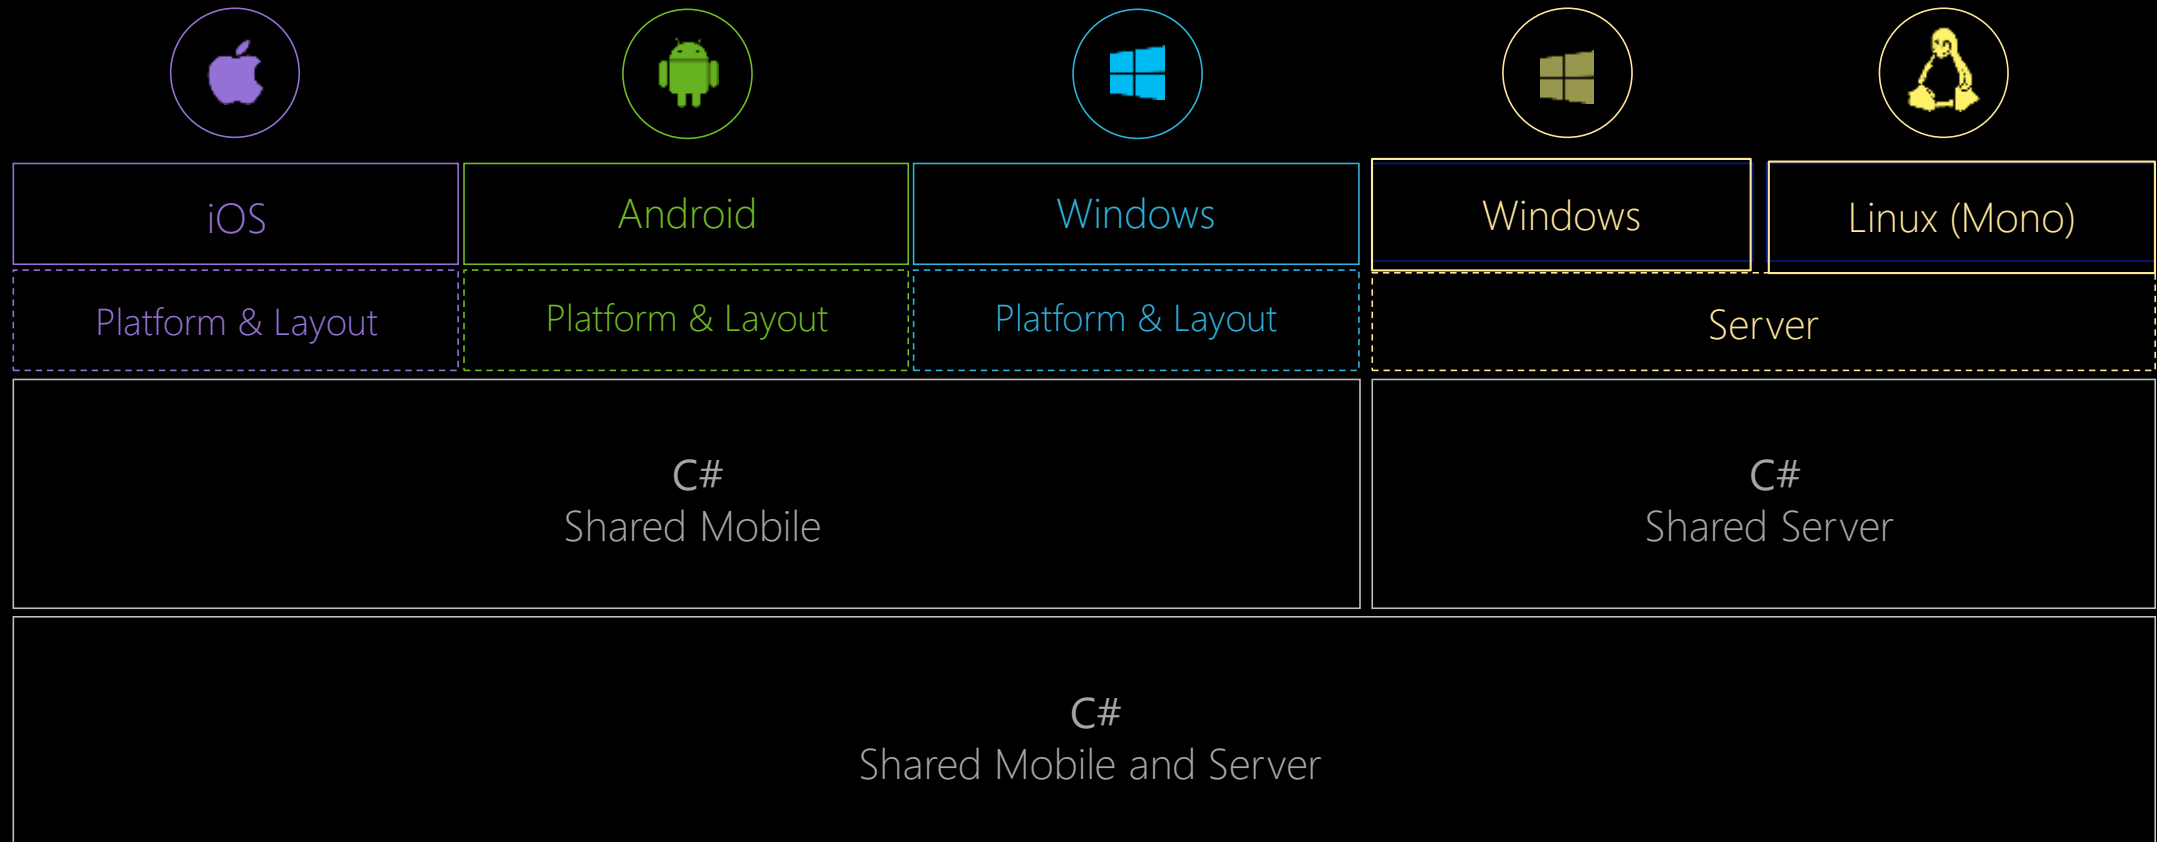 iOS
Android
Windows
Windows
Linux (Mono)
Platform & Layout
Platform & Layout
Platform & Layout
Server
C#
Shared Mobile
C#
Shared Server
C#
Shared Mobile and Server